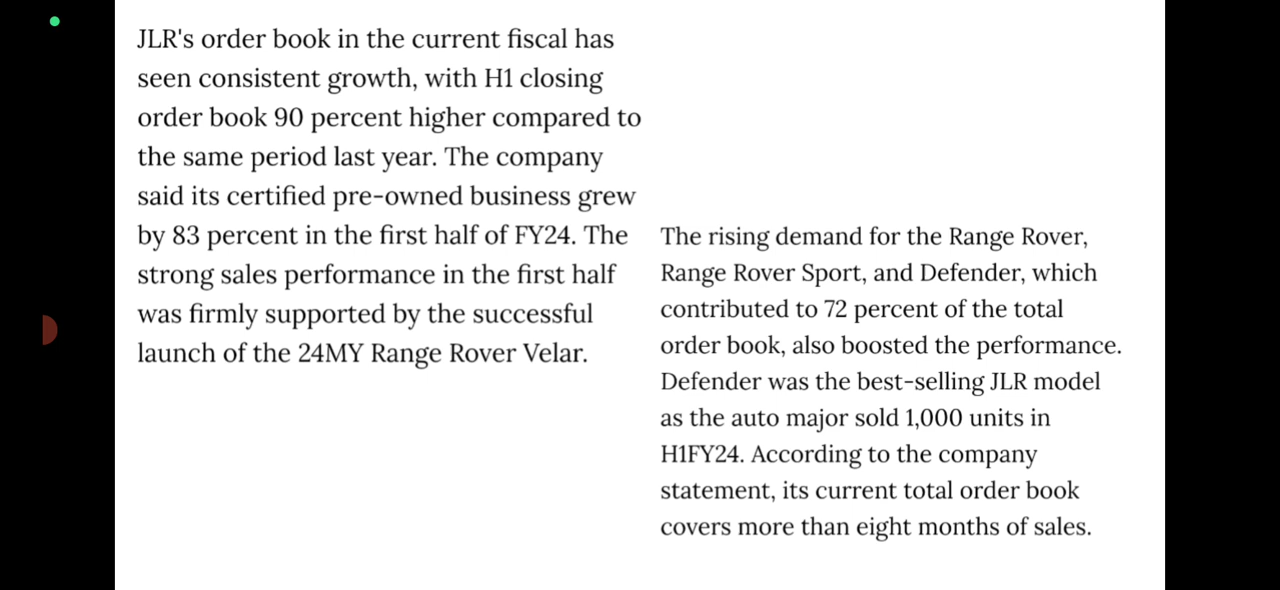 JLR's order book in the current fiscal has
seen consistent growth, with H1 closing
order book 90 percent higher compared to
the same period last year. The company
said its certified pre-owned business grew
by 83 percent in the first half of FY24. The
strong sales performance in the first half
was firmly supported by the successful
launch of the 24MY Range Rover Velar.
The rising demand for the Range Rover,
Range Rover Sport, and Defender, which
contributed to 72 percent of the total
order book, also boosted the performance.
Defender was the best-selling JLR model
as the auto major sold 1,000 units in
H1FY24. According to the company
statement, its current total order book
covers more than eight months of sales.